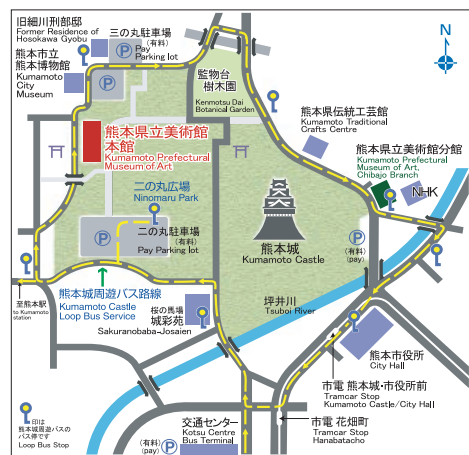 旧細川刑部邸
Former Residence of
Hosokawa Gyobu
三の丸駐車場
(有料)
Pay
Parking lot
P
N
熊本市立
熊本博物館
Kumamoto
City
Museum
監物台
樹木園
Kenmotsu Dai
Botanical Garden
熊本県伝統工芸館
Kumamoto Traditional
Crafts Centre
熊本県立美術館
本館
Kumamoto Prefectural
Museum of Art
熊本県立美術館分館
Kumamoto Prefectural
Museum of Art,
Chibajo Branch
NHK
二の丸広場
Ninomaru Park
P
二の丸駐車場
(有料)
Pay Parking lot
熊本城
Kumamoto Castle
P
(有料)
(pay)
至熊本駅
to Kumamoto
station
熊本城周遊バス路線
Kumamoto Castle
Loop Bus Service
桜の馬場
城彩苑
Sakuranobaba-Josaien
坪井川
Tsuboi River
熊本市役所
City Hall
市電 熊本城・市役所前
Tramcar Stop
Kumamoto Castle/City Hall
市電 花畑町
Tramcar Stop
Hanabatacho
交通センター
Kotsu Centre
Bus Terminal
(有料)
(pay)
P
印は
熊本城周遊バスの
バス停です
Loop Bus Stop